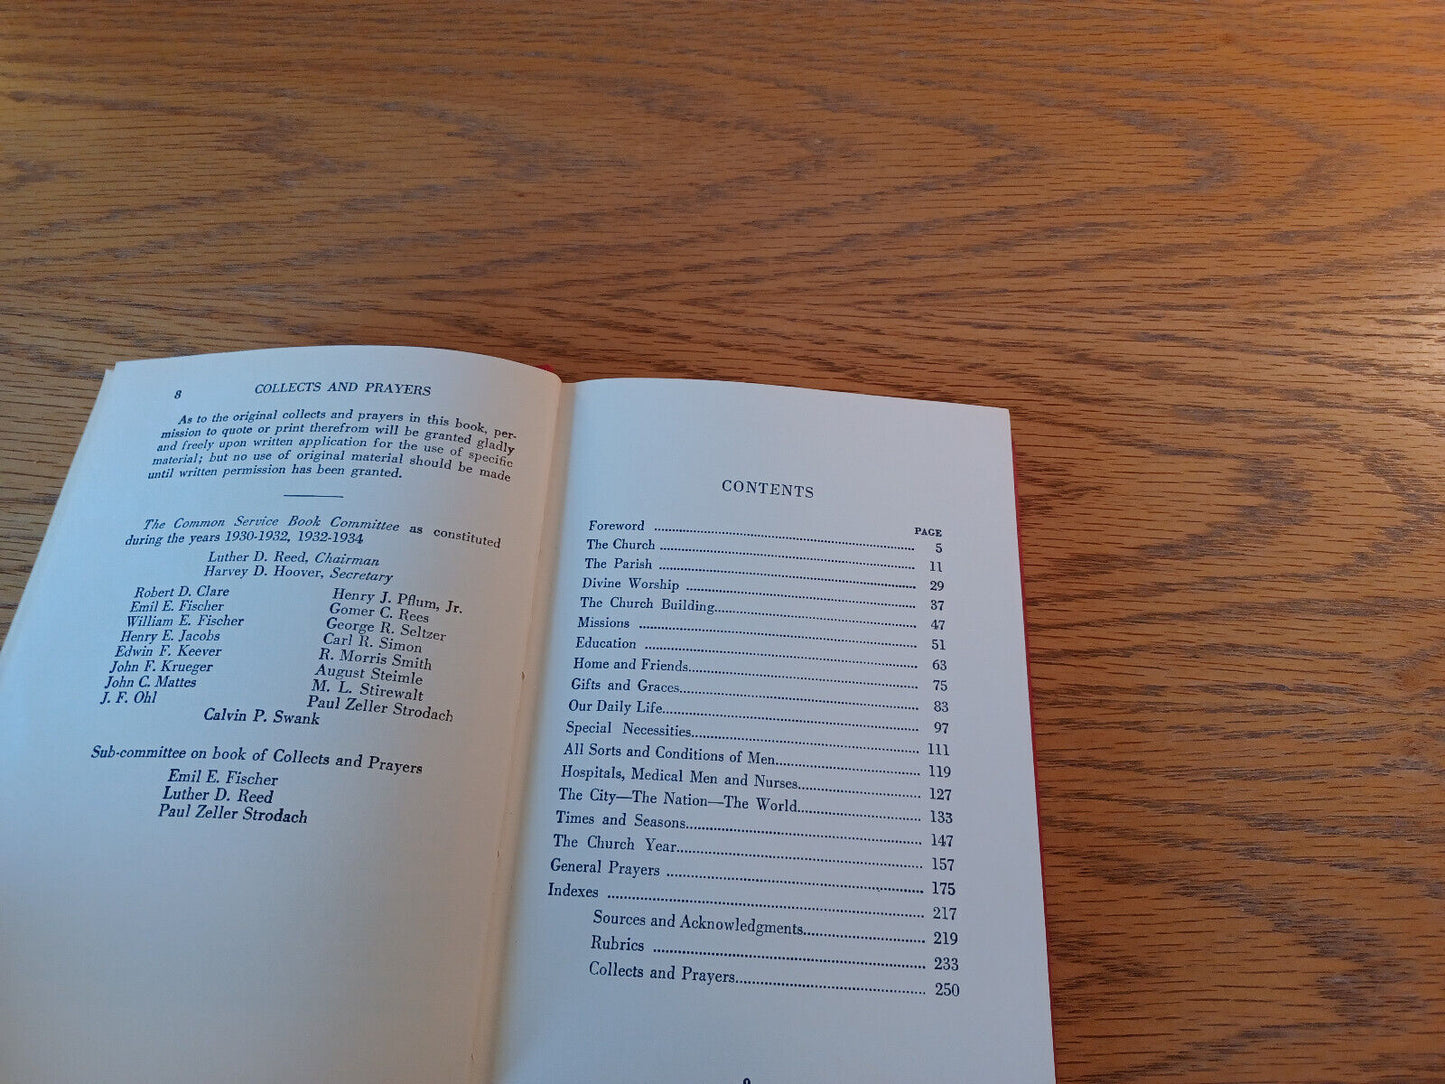 8 COLLECTS AND PRAYERS
As to the original collects and prayers in this book, per-
mission to quote or print therefrom will be granted gladly
and freely upon written application for the use of specific
material; but no use of original material should be made
until written permission has been granted.
The Common Service Book Committee as constituted
during the years 1930-1932, 1932-1934
Luther D. Reed, Chairman
Harvey D. Hoover, Secretary
Robert D. Clare
Emil E. Fischer
William E. Fischer
Henry E. Jacobs
Edwin F. Keever
John F. Krueger
John C. Mattes
J. F. Ohl
Henry J. Pflum, Jr.
Gomer C. Rees
George R. Seltzer
Carl R. Simon
R. Morris Smith
August Steimle
M. L. Stirewalt
Paul Zeller Strodach
Calvin P. Swank
Sub-committee on book of Collects and Prayers
Emil E. Fischer
Luther D. Reed
Paul Zeller Strodach
CONTENTS
PAGE
Foreword 5
The Church 11
The Parish 29
Divine Worship 37
The Church Building 47
Missions 51
Education 63
Home and Friends 75
Gifts and Graces 83
Our Daily Life 97
Special Necessities 111
All Sorts and Conditions of Men 119
Hospitals, Medical Men and Nurses 127
The City—The Nation—The World 133
Times and Seasons 147
The Church Year 157
General Prayers 175
Indexes 217
Sources and Acknowledgments 219
Rubrics 233
Collects and Prayers 250
9